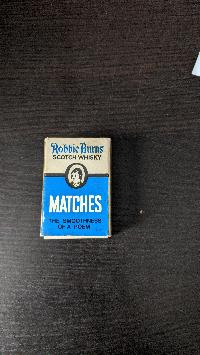 Robbie Burns
SCOTCH WHISKY
MATCHES
THE SMOOTHNESS
OF A POEM